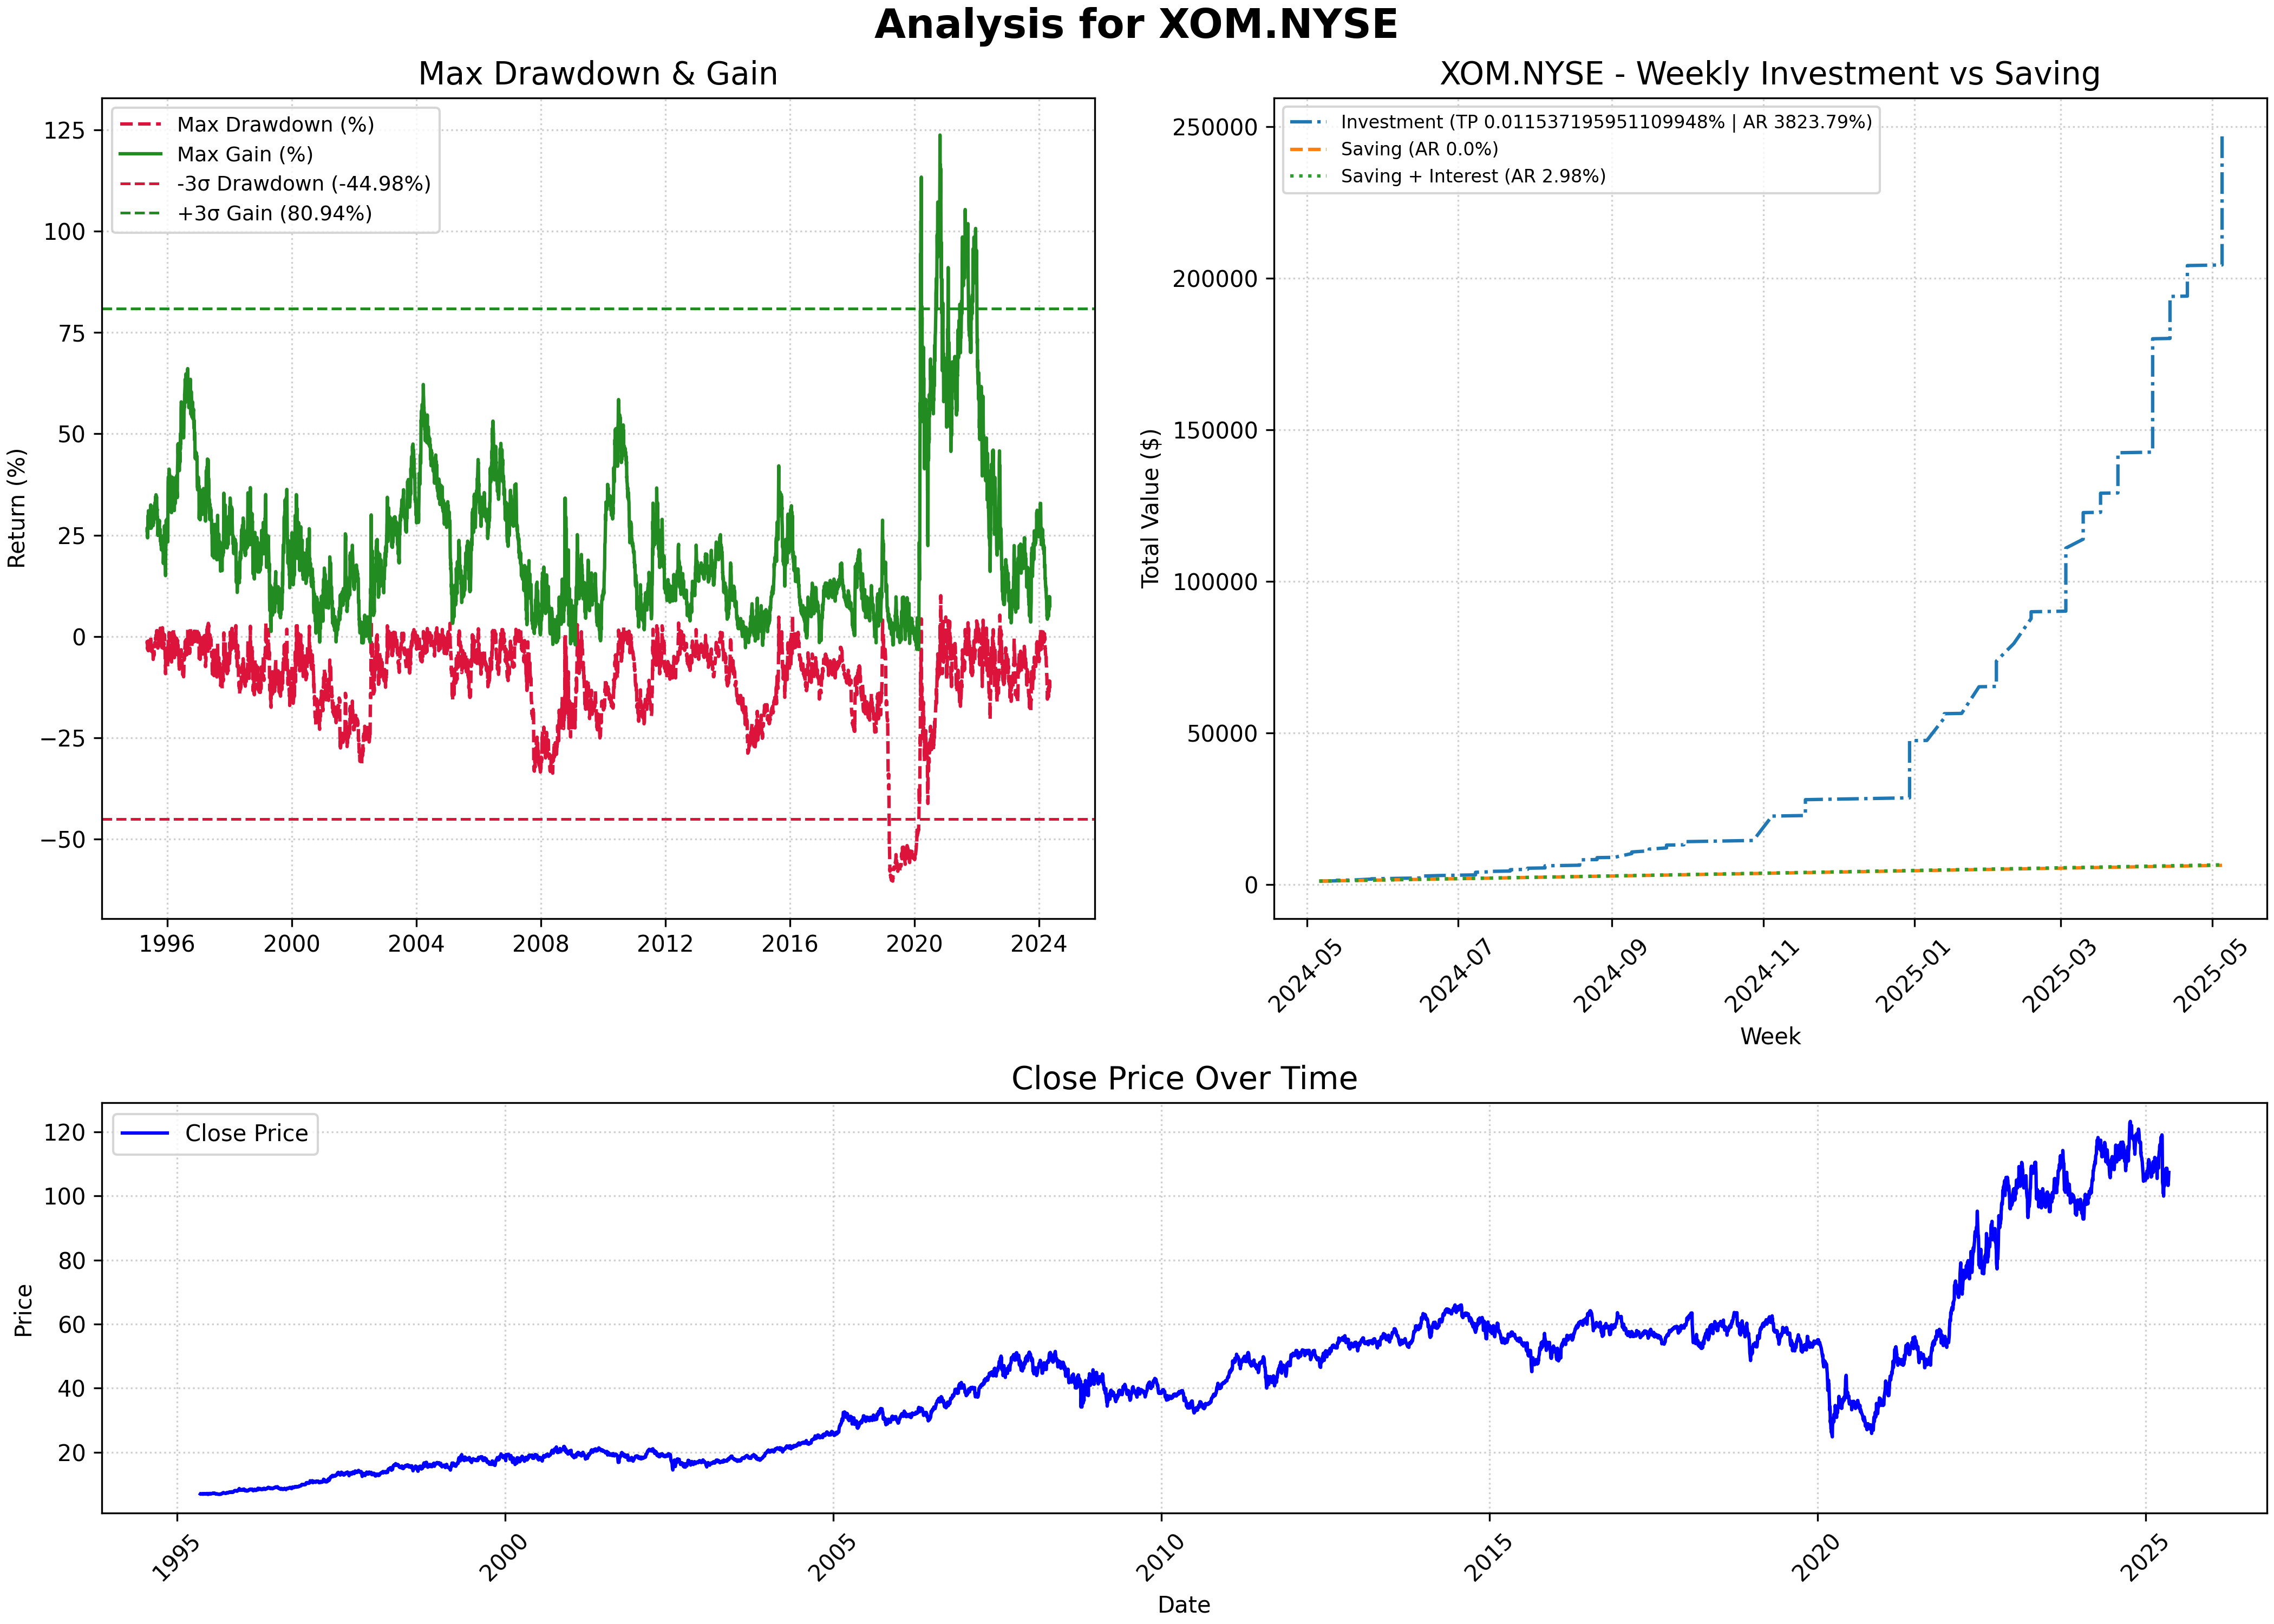 Analysis for XOM.NYSE
Max Drawdown & Gain
Max Drawdown (%)
Max Gain (%)
-3σ Drawdown (-44.98%)
+3σ Gain (80.94%)
Return (%)
125
100
75
50
25
0
−25
−50
1996 2000 2004 2008 2012 2016 2020 2024
XOM.NYSE - Weekly Investment vs Saving
Investment (TP 0.011537195951109948% | AR 3823.79%)
Saving (AR 0.0%)
Saving + Interest (AR 2.98%)
Total Value ($)
250000
200000
150000
100000
50000
0
2024-05 2024-07 2024-09 2024-11 2025-01 2025-03 2025-05
Week
Close Price Over Time
Close Price
Price
120
100
80
60
40
20
1995 2000 2005 2010 2015 2020 2025
Date